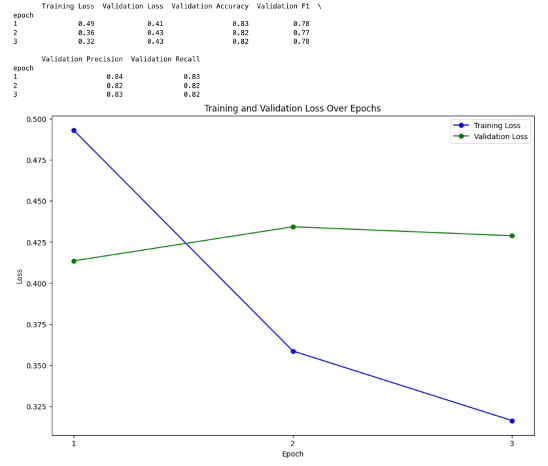 Training Loss  Validation Loss  Validation Accuracy  Validation F1  \
epoch
1  0.49  0.41  0.83  0.78
2  0.36  0.43  0.82  0.77
3  0.32  0.43  0.82  0.78
Validation Precision  Validation Recall
epoch
1  0.84  0.83
2  0.82  0.82
3  0.83  0.82
Training and Validation Loss Over Epochs
Training Loss
Validation Loss
0.500
0.475
0.450
0.425
0.400
0.375
0.350
0.325
Loss
1  2  3
Epoch